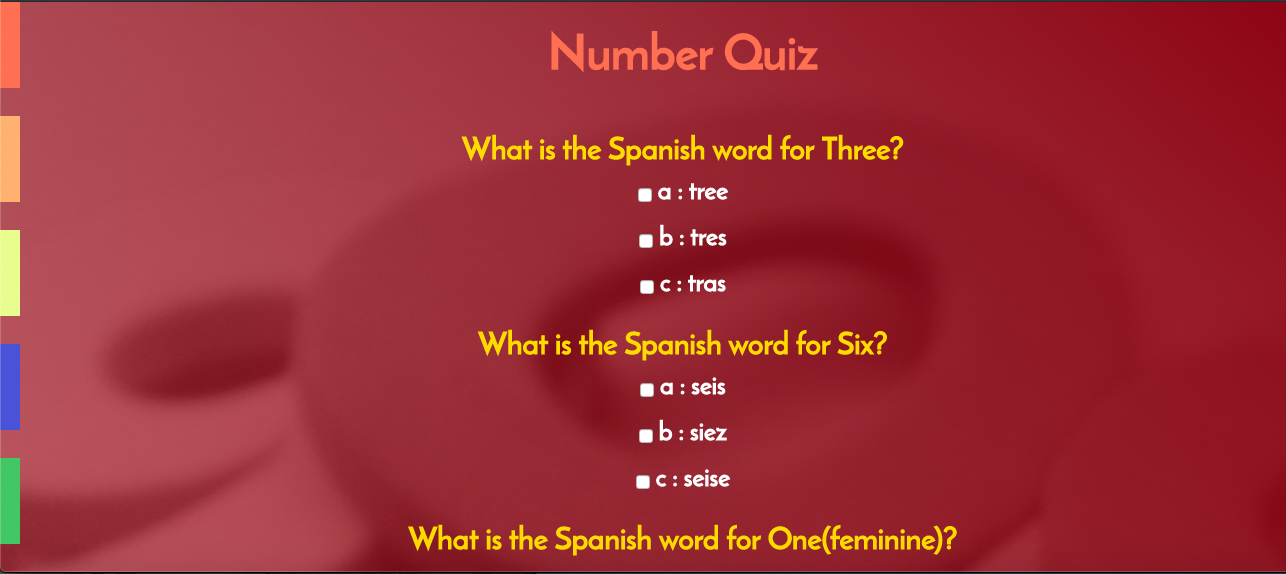 Number Quiz
What is the Spanish word for Three?
a : tree
b : tres
c : tras
What is the Spanish word for Six?
a : seis
b : siez
c : seise
What is the Spanish word for One(feminine)?